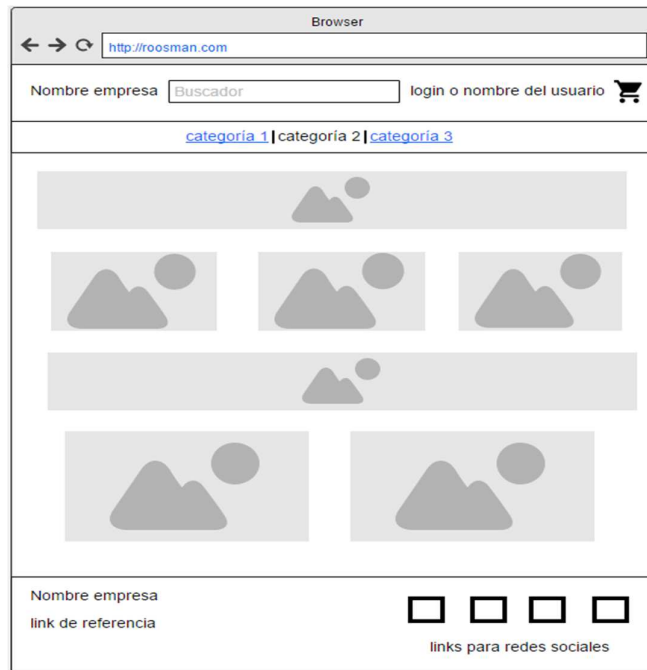 Browser
http://roosman.com
Nombre empresa Buscador login o nombre del usuario
categoría 1|categoría 2|categoría 3
Nombre empresa
link de referencia
links para redes sociales